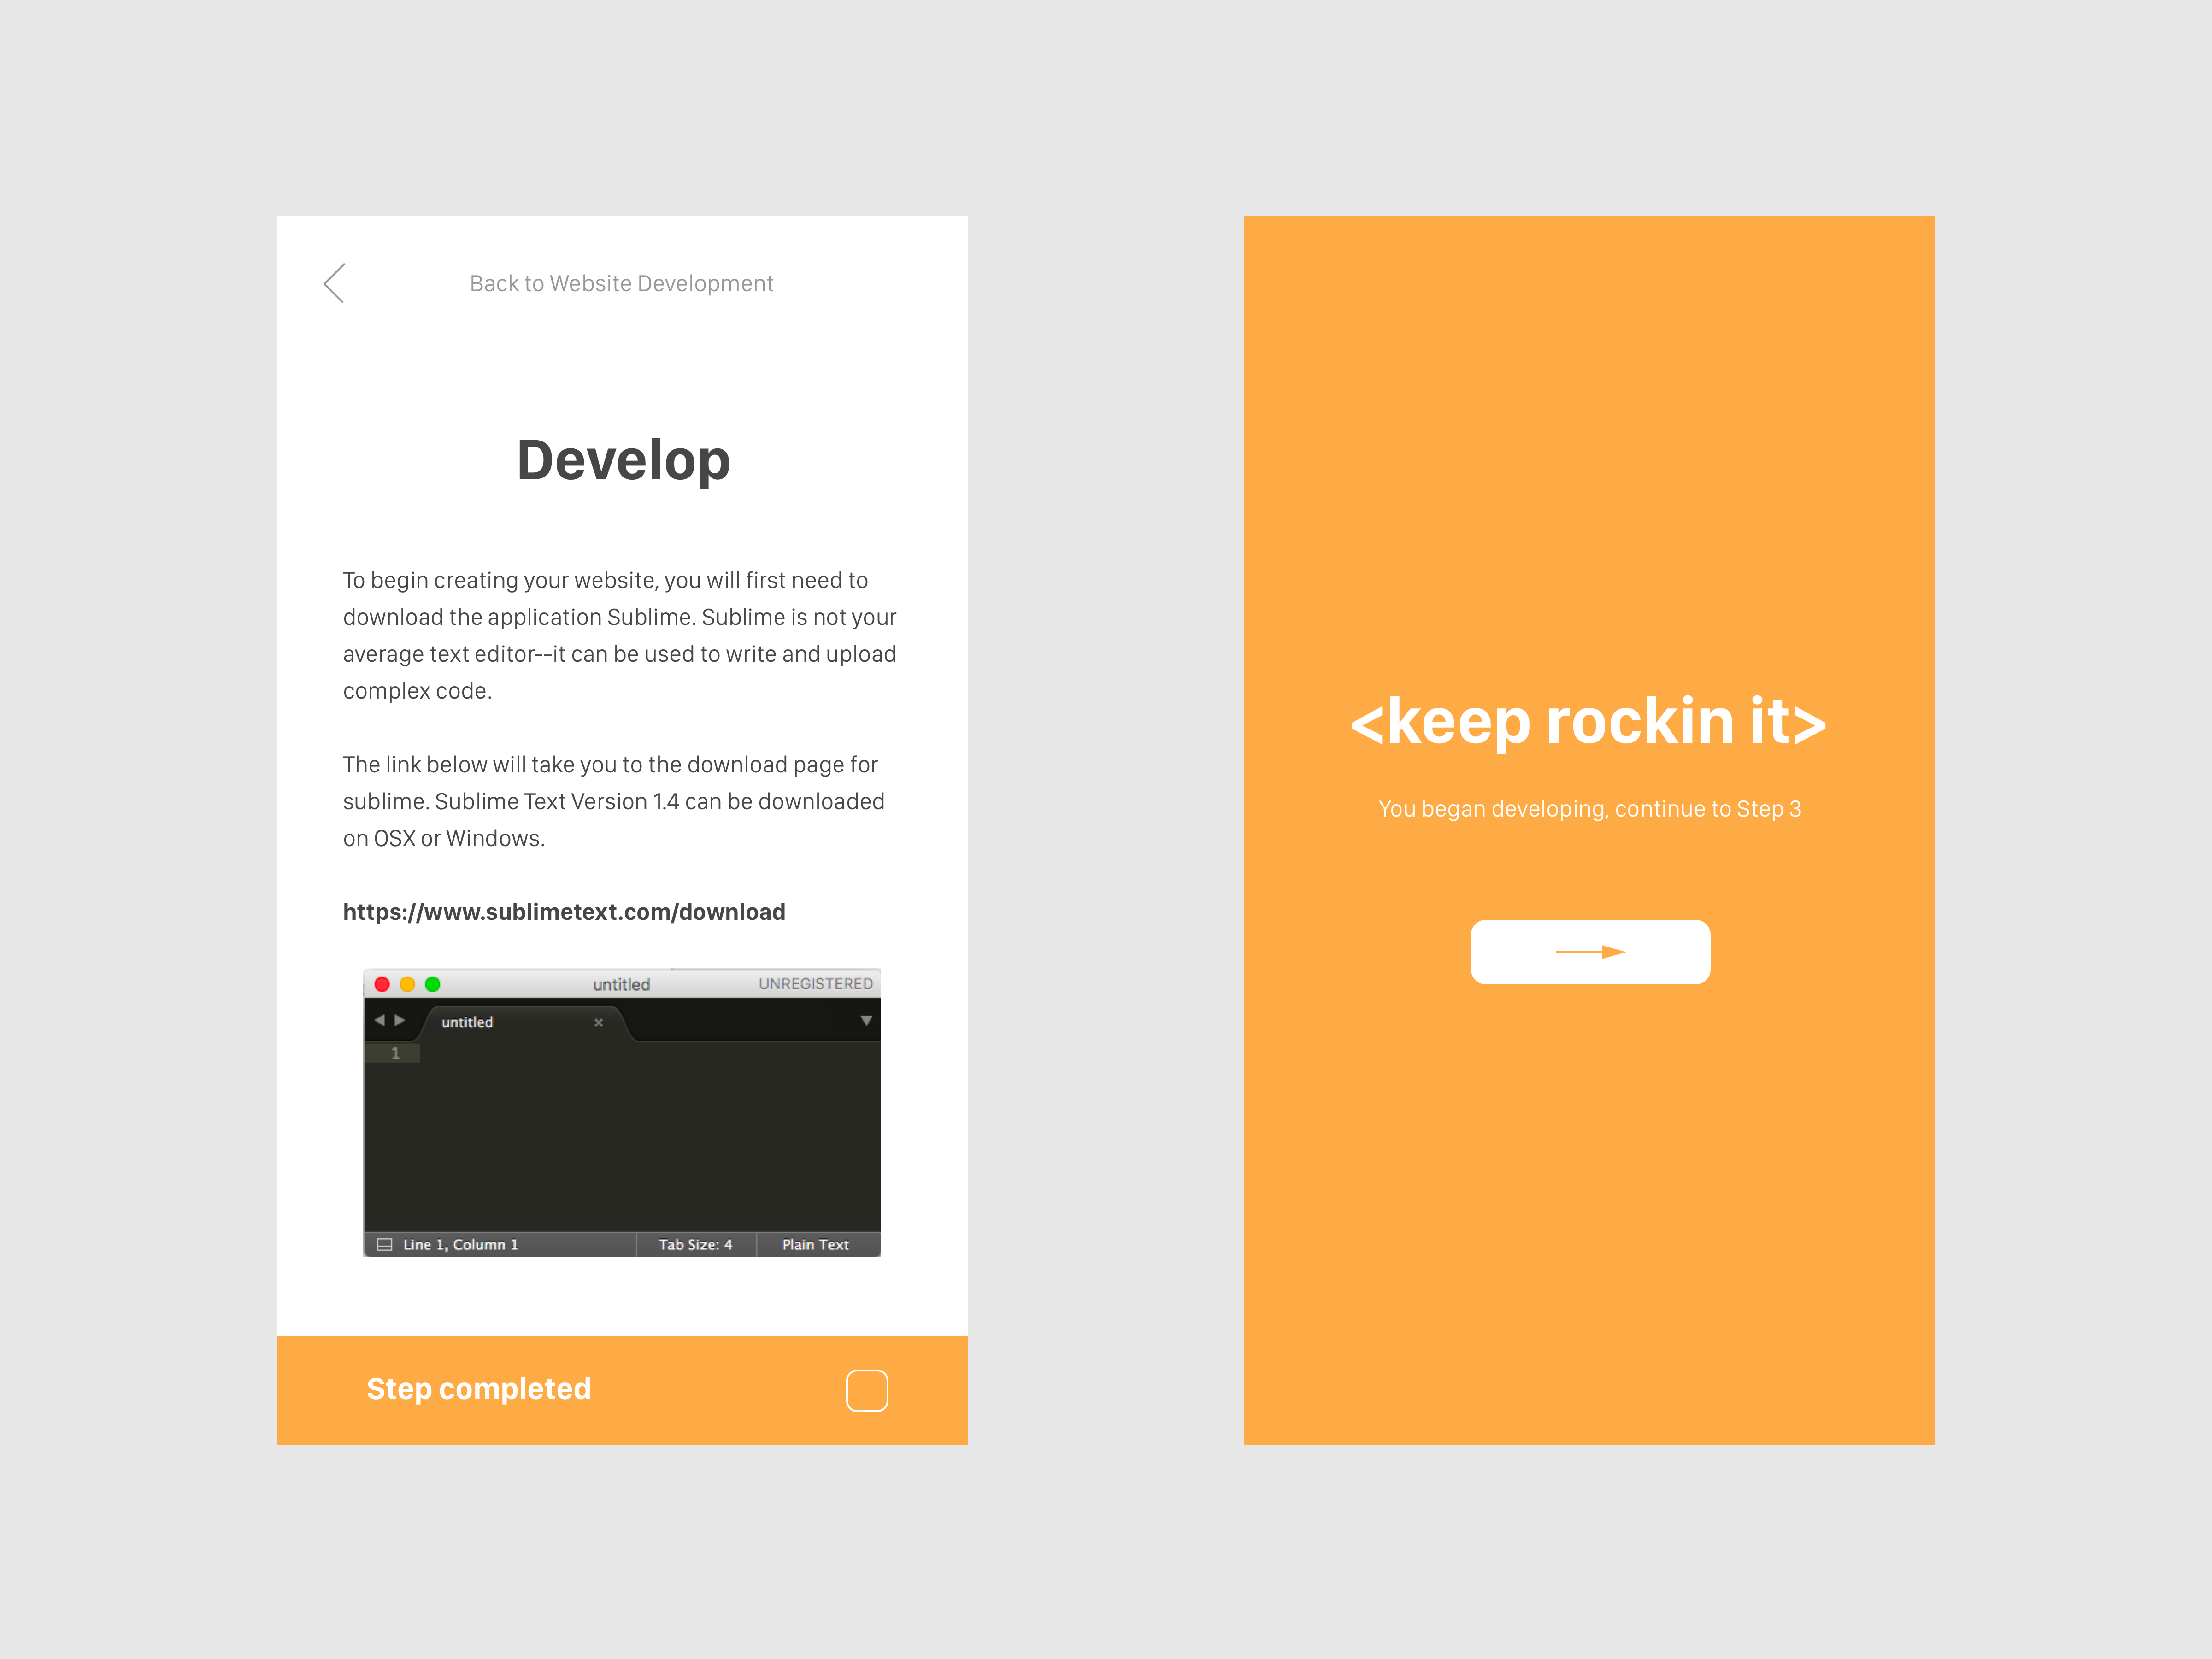 Back to Website Development
Develop
To begin creating your website, you will first need to
download the application Sublime. Sublime is not your
average text editor--it can be used to write and upload
complex code.
The link below will take you to the download page for
sublime. Sublime Text Version 1.4 can be downloaded
on OSX or Windows.
https://www.sublimetext.com/download
untitled UNREGISTERED
untitled
1
Line 1, Column 1 Tab Size: 4 Plain Text
Step completed
<keep rockin it>
You began developing, continue to Step 3